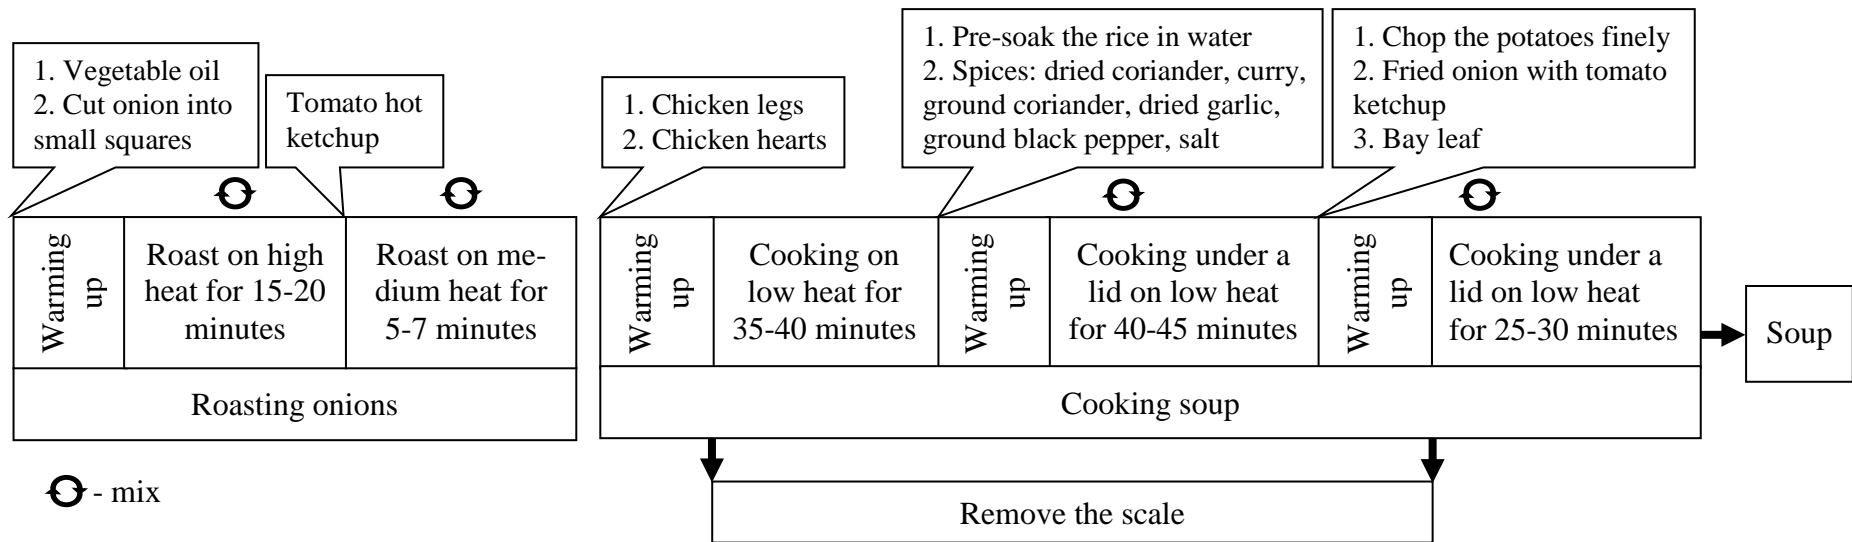 1. Vegetable oil
2. Cut onion into
small squares
Tomato hot
ketchup
1. Chicken legs
2. Chicken hearts
1. Pre-soak the rice in water
2. Spices: dried coriander, curry,
ground coriander, dried garlic,
ground black pepper, salt
1. Chop the potatoes finely
2. Fried onion with tomato
ketchup
3. Bay leaf
Warming
up
Roast on high
heat for 15-20
minutes
Roast on me-
dium heat for
5-7 minutes
Roasting onions
Warming
up
Cooking on
low heat for
35-40 minutes
Warming
up
Cooking under a
lid on low heat
for 40-45 minutes
Warming
up
Cooking under a
lid on low heat
for 25-30 minutes
Cooking soup
Soup
- mix
Remove the scale